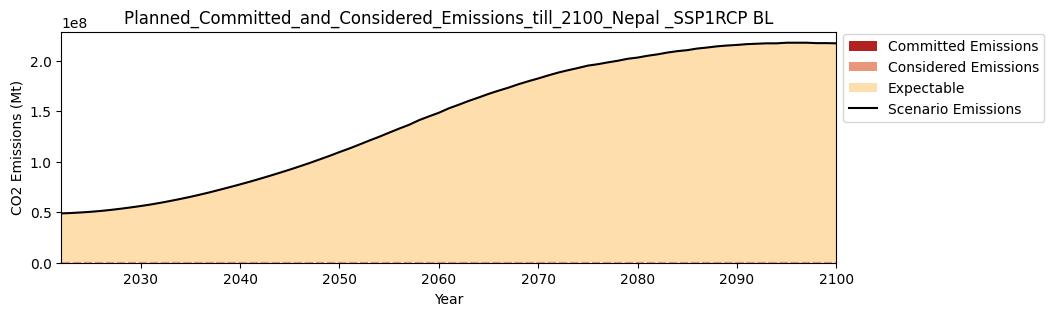 Planned_Committed_and_Considered_Emissions_till_2100_Nepal _SSP1RCP BL
1e8
2.0
1.5
1.0
0.5
0.0
CO2 Emissions (Mt)
2030 2040 2050 2060 2070 2080 2090 2100
Year
Committed Emissions
Considered Emissions
Expectable
Scenario Emissions